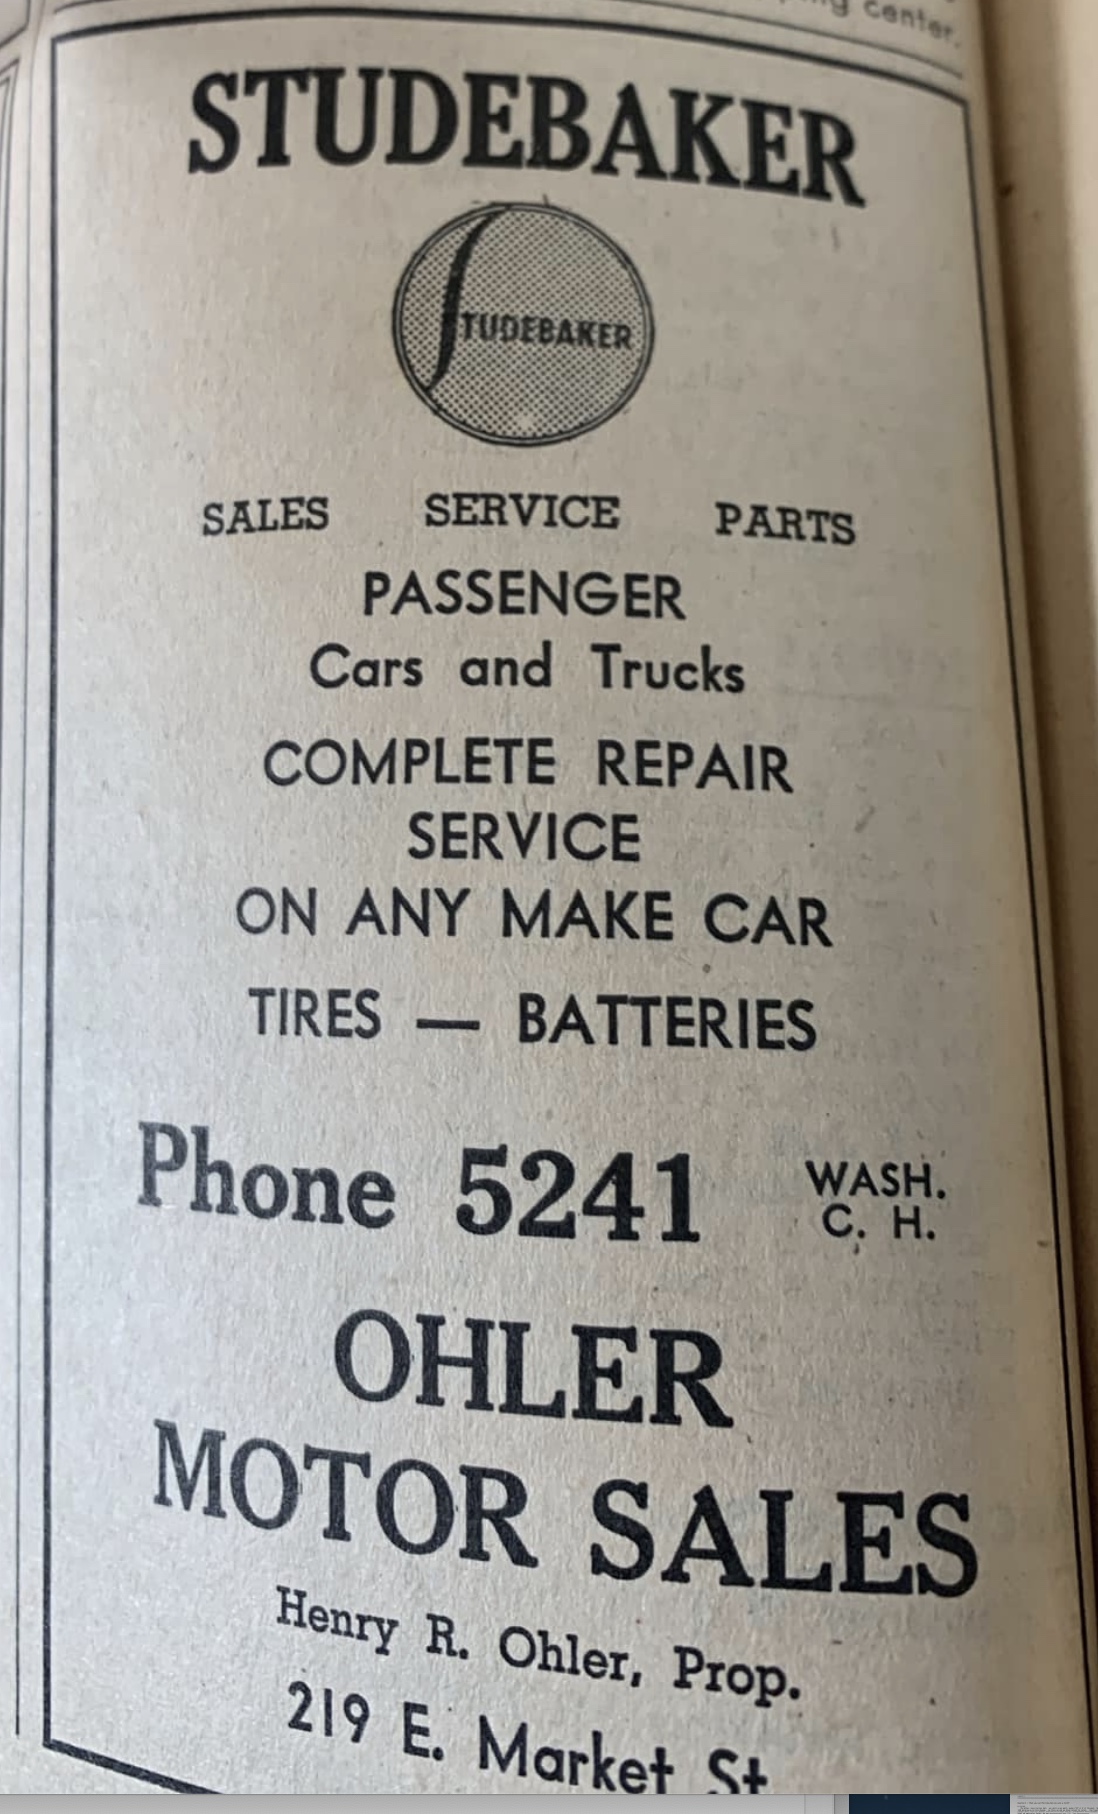 center.
STUDEBAKER
STUDEBAKER
SALES SERVICE PARTS
PASSENGER
Cars and Trucks
COMPLETE REPAIR
SERVICE
ON ANY MAKE CAR
TIRES — BATTERIES
Phone 5241 WASH.
C. H.
OHLER
MOTOR SALES
Henry R. Ohler, Prop.
219 E. Market St